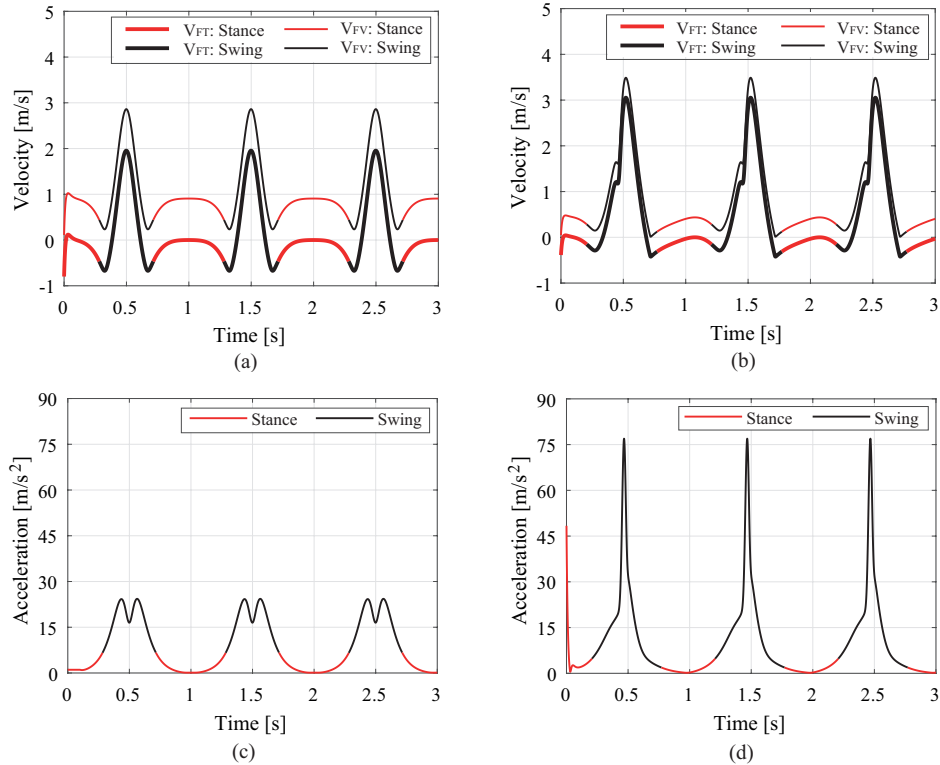 VFT: Stance VFV: Stance
VFT: Swing VFV: Swing
Velocity [m/s]
5
4
3
2
1
0
-1
0 0.5 1 1.5 2 2.5 3
Time [s]
(a)
VFT: Stance VFV: Stance
VFT: Swing VFV: Swing
Velocity [m/s]
5
4
3
2
1
0
-1
0 0.5 1 1.5 2 2.5 3
Time [s]
(b)
Stance Swing
Acceleration [m/s²]
90
75
60
45
30
15
0
0 0.5 1 1.5 2 2.5 3
Time [s]
(c)
Stance Swing
Acceleration [m/s²]
90
75
60
45
30
15
0
0 0.5 1 1.5 2 2.5 3
Time [s]
(d)